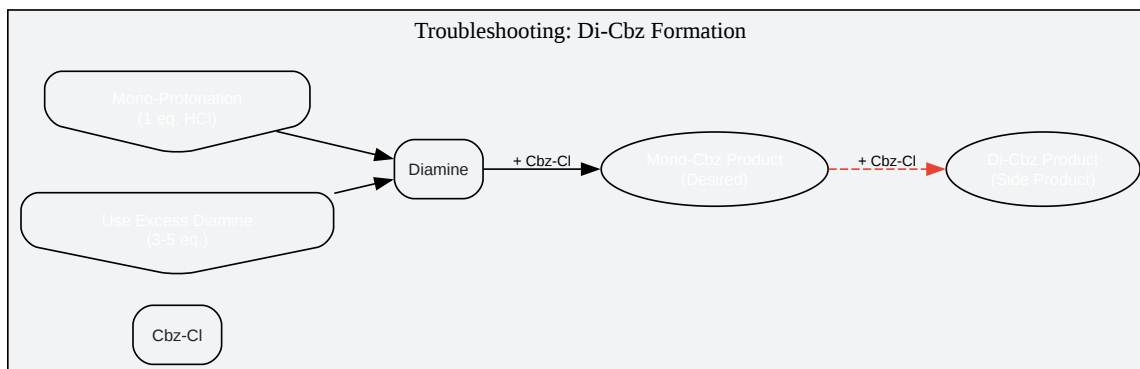 Troubleshooting: Di-Cbz Formation
Mono-Protonation
(1 eq. HCl)
Use Excess Diamine
(3-5 eq.)
Cbz-Cl
Diamine
+ Cbz-Cl
Mono-Cbz Product
(Desired)
+ Cbz-Cl
Di-Cbz Product
(Side Product)